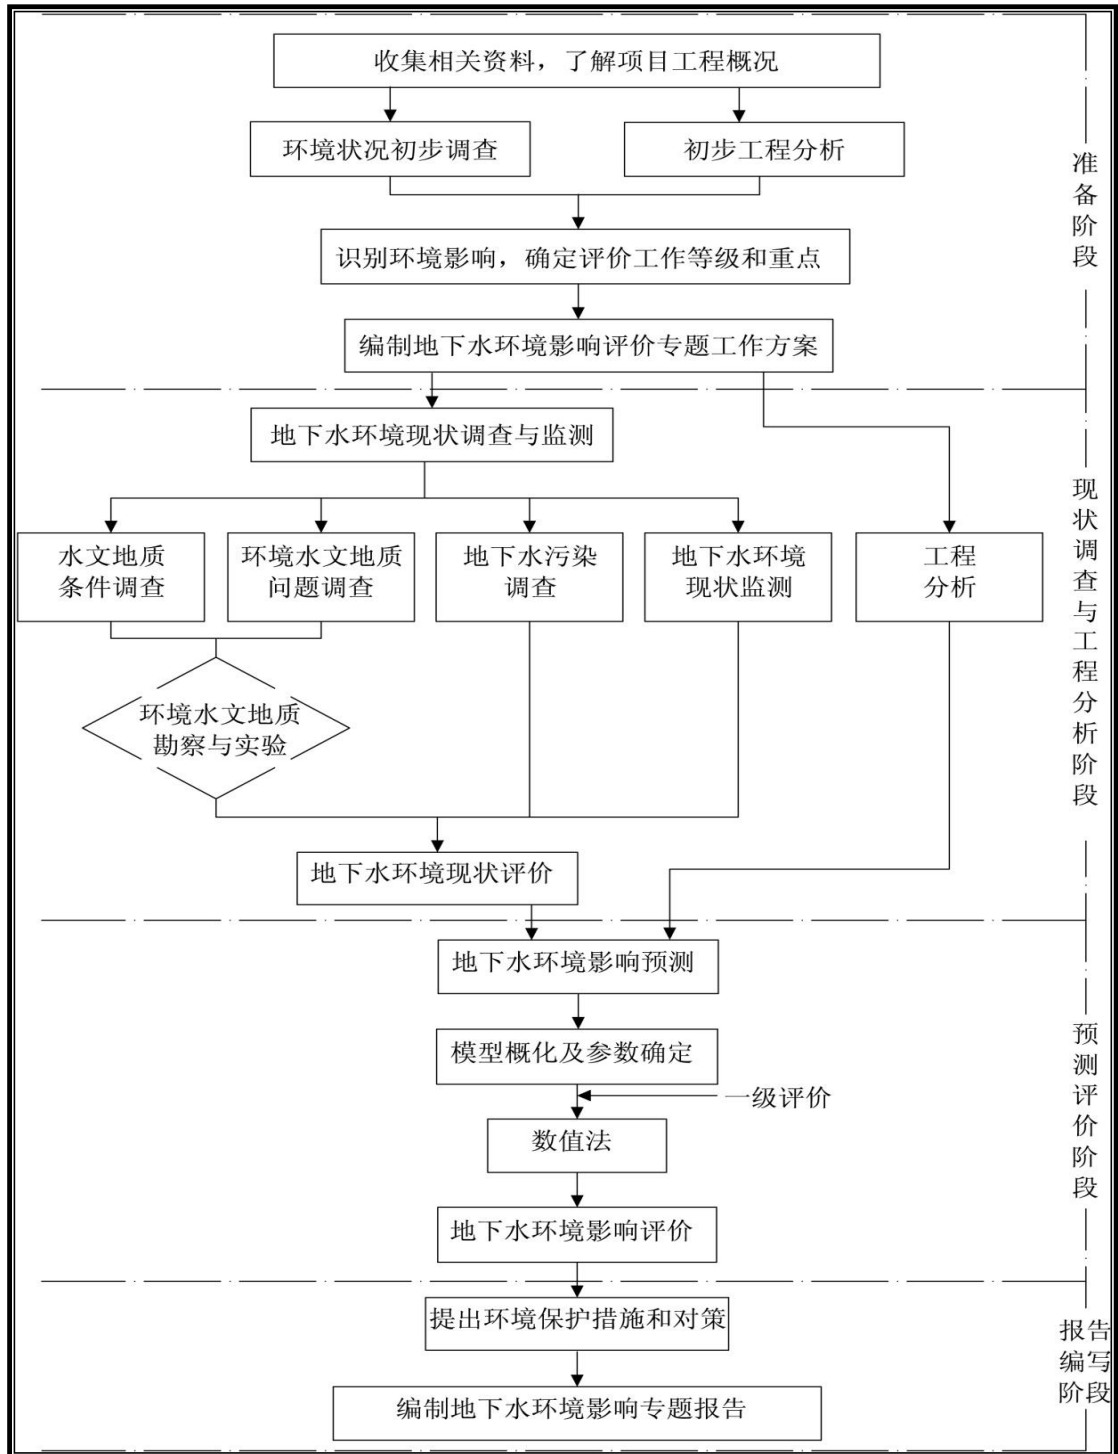 收集相关资料，了解项目工程概况
环境状况初步调查
初步工程分析
识别环境影响，确定评价工作等级和重点
编制地下水环境影响评价专题工作方案
准备阶段
地下水环境现状调查与监测
水文地质
条件调查
环境水文地质
问题调查
地下水污染
调查
地下水环境
现状监测
工程
分析
环境水文地质
勘察与实验
地下水环境现状评价
现状调查与工程分析阶段
地下水环境影响预测
模型概化及参数确定
一级评价
数值法
地下水环境影响评价
预测评价阶段
提出环境保护措施和对策
编制地下水环境影响专题报告
报告
编写
阶段